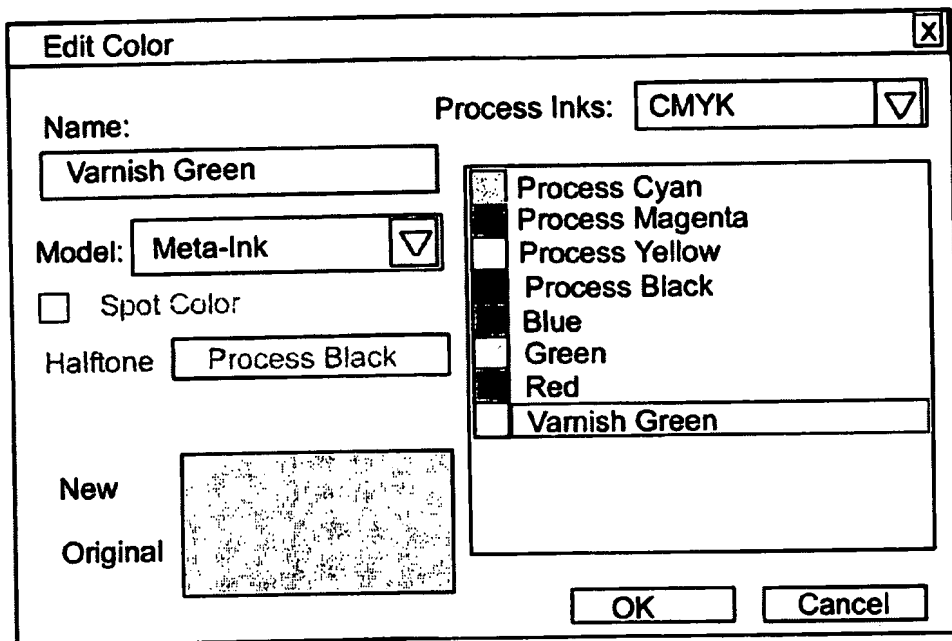 Edit Color X
Process Inks: CMYK
Name:
Varnish Green
Model: Meta-Ink
Spot Color
Halftone Process Black
New
Original
Process Cyan
Process Magenta
Process Yellow
Process Black
Blue
Green
Red
Varnish Green
OK Cancel